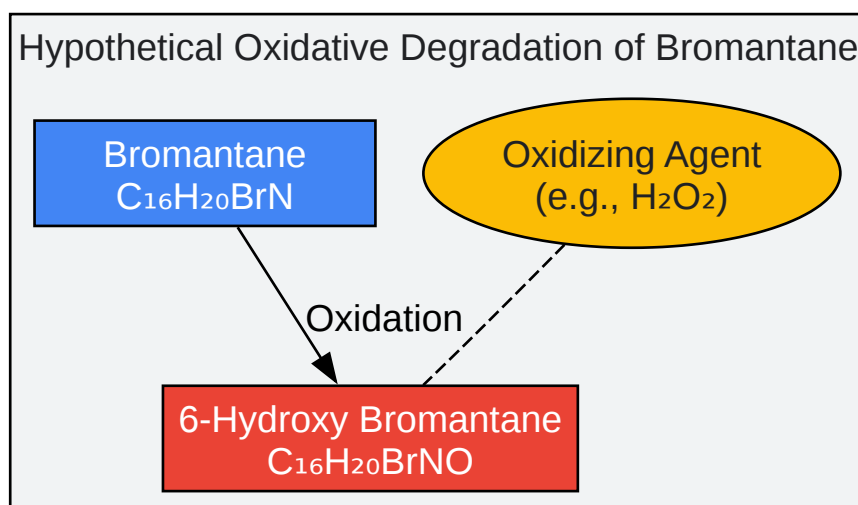 Hypothetical Oxidative Degradation of Bromantane
Bromantane
C₁₆H₂₀BrN
Oxidizing Agent
(e.g., H₂O₂)
Oxidation
6-Hydroxy Bromantane
C₁₆H₂₀BrNO